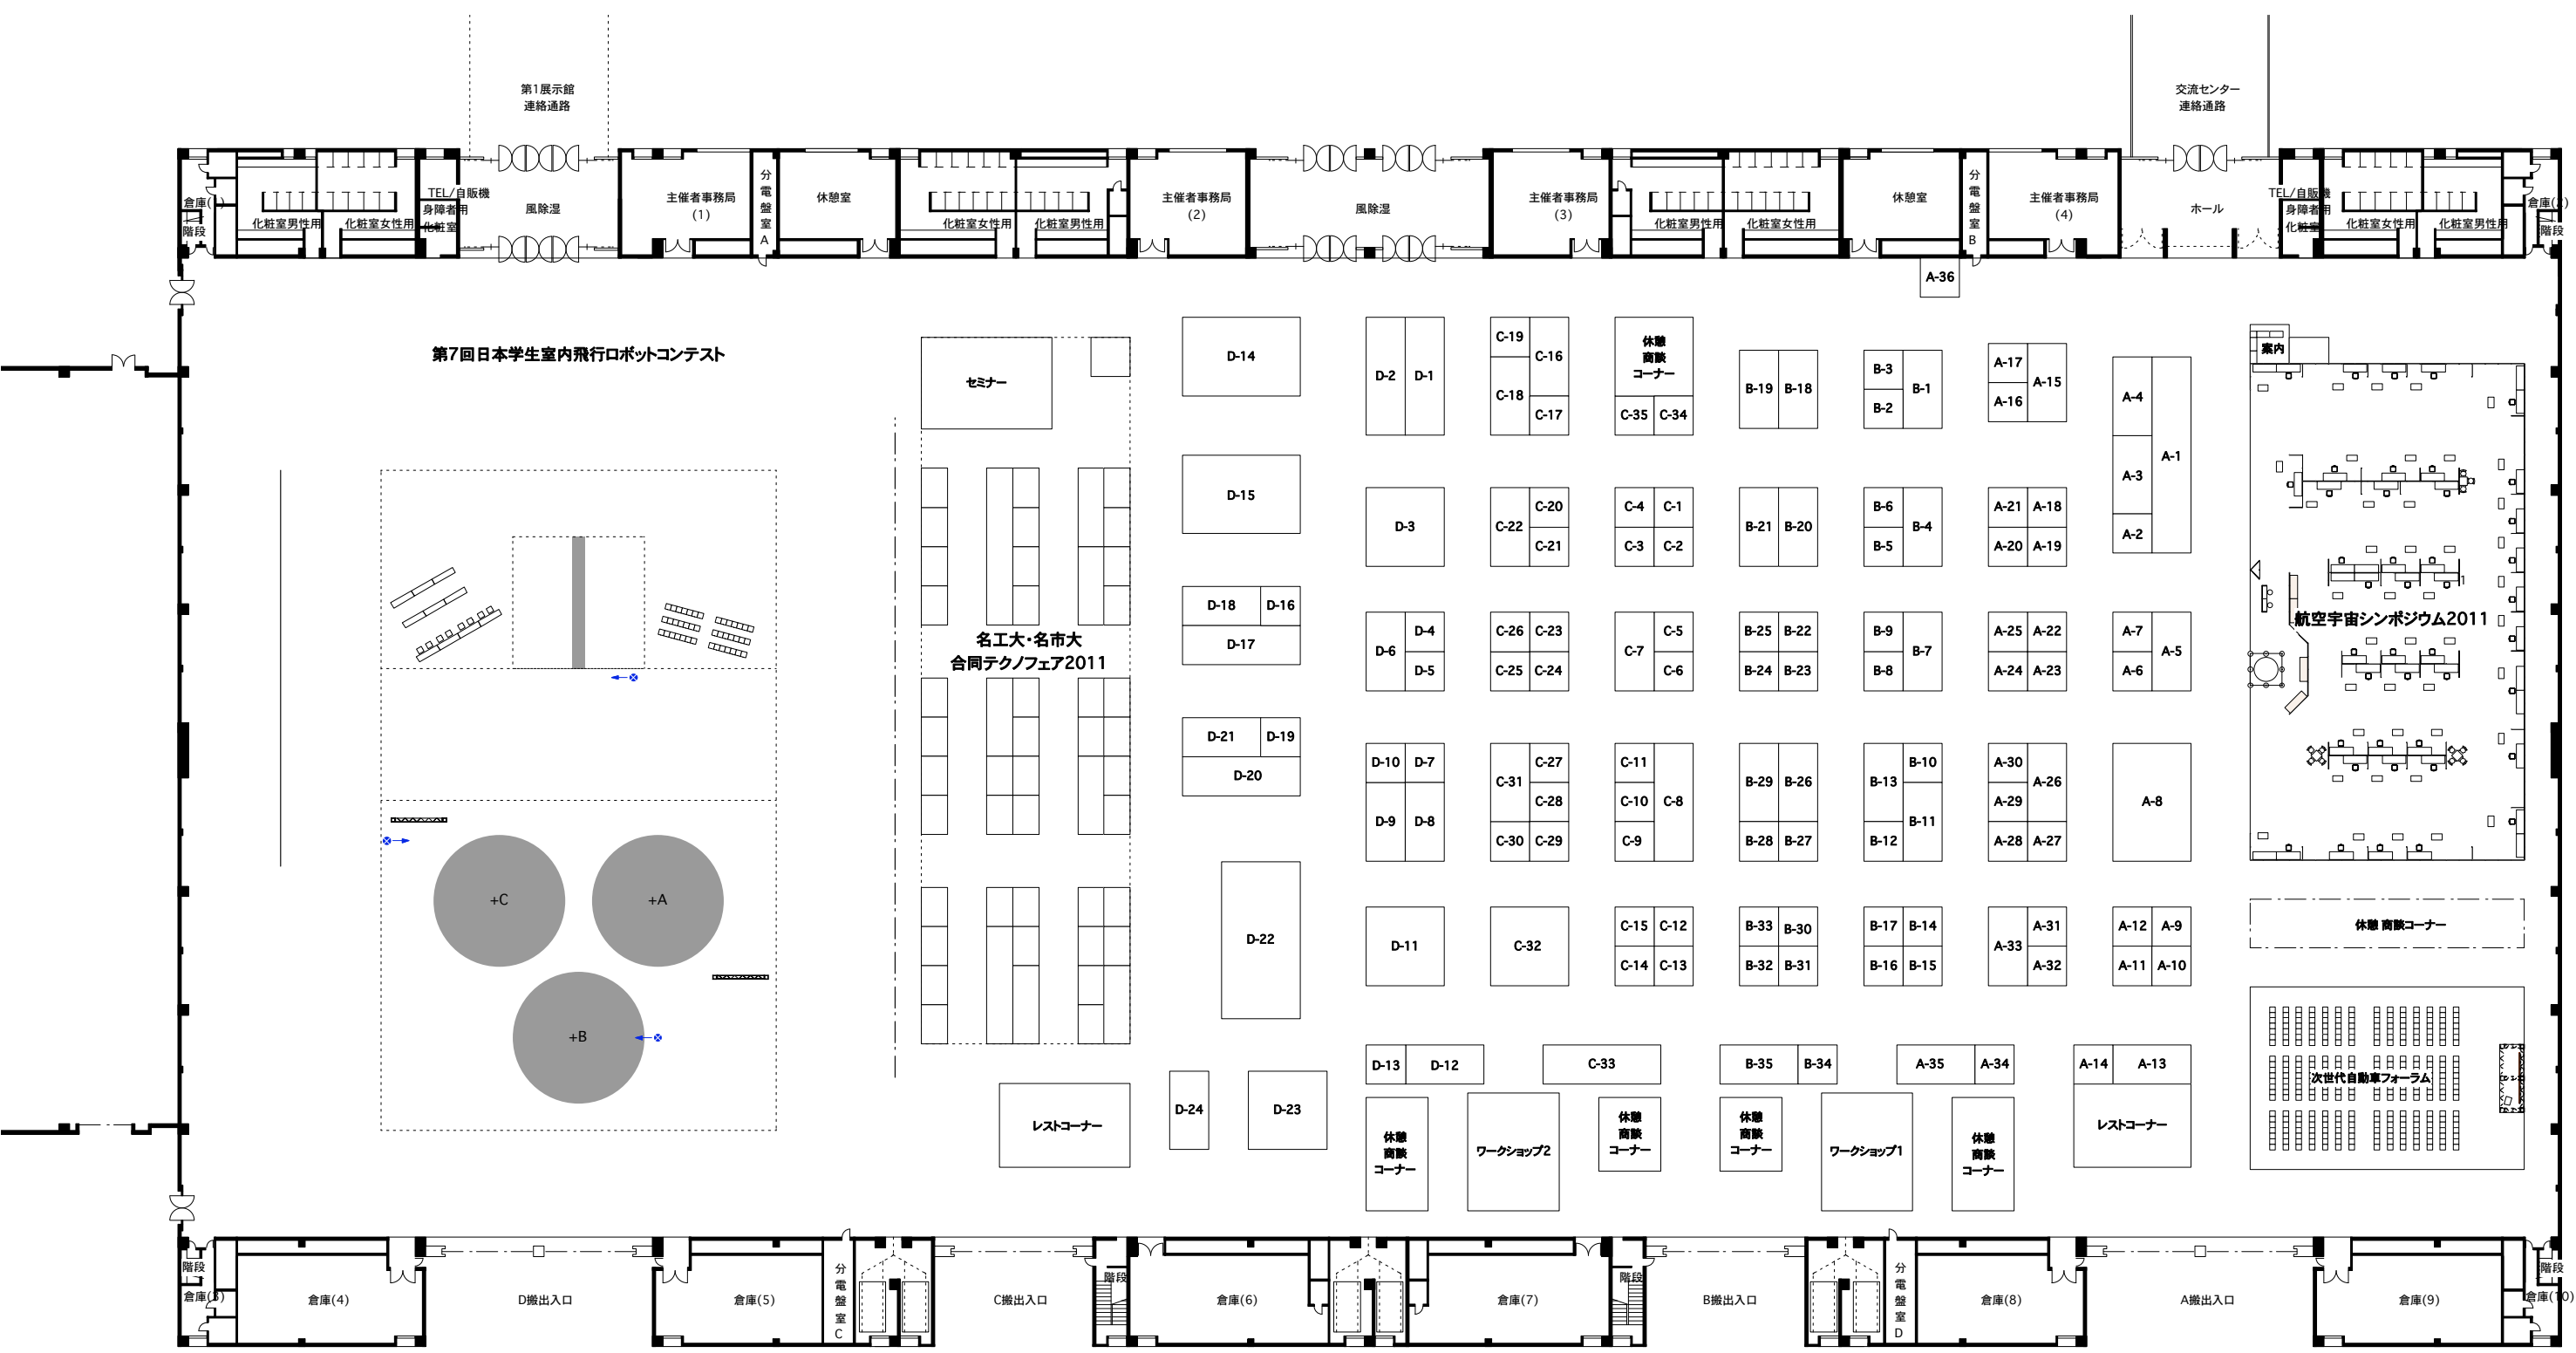 第1展示館
連絡通路
交流センター
連絡通路
倉庫(1)
階段
化粧室男性用
化粧室女性用
TEL/自販機
身障者用
化粧室
風除湿
主催者事務局
(1)
分電盤室A
休憩室
化粧室女性用
化粧室男性用
主催者事務局
(2)
風除湿
主催者事務局
(3)
化粧室男性用
化粧室女性用
休憩室
分電盤室B
主催者事務局
(4)
ホール
TEL/自販機
身障者用
化粧室
化粧室女性用
化粧室男性用
倉庫(2)
階段
A-36
第7回日本学生室内飛行ロボットコンテスト
セミナー
名工大・名市大
合同テクノフェア2011
+C
+A
+B
レストコーナー
D-14
D-15
D-18
D-16
D-17
D-21
D-19
D-20
D-22
D-24
D-23
D-2
D-1
D-3
D-6
D-4
D-5
D-10
D-7
D-9
D-8
D-11
D-13
D-12
休憩
商談
コーナー
C-19
C-16
C-18
C-17
C-22
C-20
C-21
C-26
C-23
C-25
C-24
C-31
C-27
C-28
C-30
C-29
C-32
C-33
ワークショップ2
休憩
商談
コーナー
休憩
商談
コーナー
C-35
C-34
C-4
C-1
C-3
C-2
C-7
C-5
C-6
C-11
C-10
C-8
C-9
C-15
C-12
C-14
C-13
B-19
B-18
B-21
B-20
B-25
B-22
B-24
B-23
B-29
B-26
B-28
B-27
B-33
B-30
B-32
B-31
B-35
B-34
休憩
商談
コーナー
ワークショップ1
B-3
B-1
B-2
B-6
B-4
B-5
B-9
B-7
B-8
B-13
B-10
B-11
B-12
B-17
B-14
B-16
B-15
A-35
A-34
休憩
商談
コーナー
A-17
A-15
A-16
A-21
A-18
A-20
A-19
A-25
A-22
A-24
A-23
A-30
A-26
A-29
A-28
A-27
A-33
A-31
A-32
A-4
A-1
A-3
A-2
A-7
A-5
A-6
A-8
A-12
A-9
A-11
A-10
A-14
A-13
レストコーナー
案内
航空宇宙シンポジウム2011
休憩 商談コーナー
次世代自動車フォーラム
階段
倉庫(3)
倉庫(4)
D搬出入口
倉庫(5)
分電盤室C
C搬出入口
階段
倉庫(6)
倉庫(7)
階段
B搬出入口
分電盤室D
倉庫(8)
A搬出入口
倉庫(9)
階段
倉庫(10)